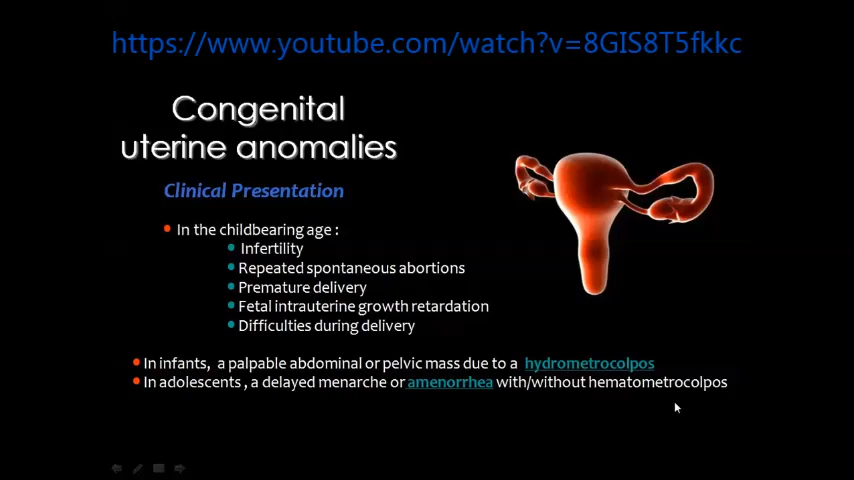 https://www.youtube.com/watch?v=8GIS8T5fkkc
Congenital
uterine anomalies
Clinical Presentation
• In the childbearing age :
• Infertility
• Repeated spontaneous abortions
• Premature delivery
• Fetal intrauterine growth retardation
• Difficulties during delivery
• In infants, a palpable abdominal or pelvic mass due to a hydrometrocolpos
• In adolescents , a delayed menarche or amenorrhea with/without hematometrocolpos